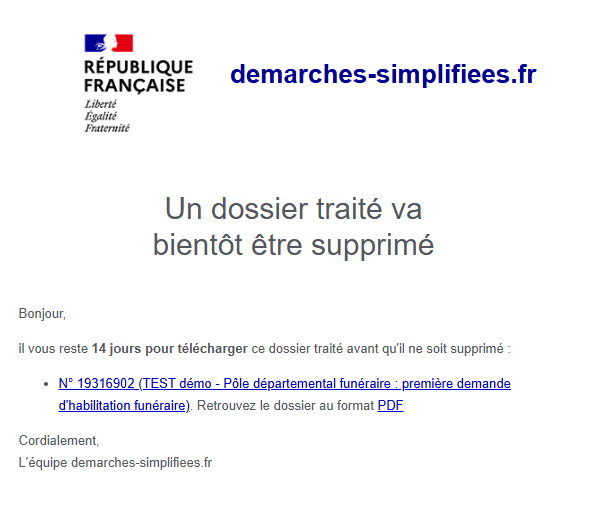 RÉPUBLIQUE
FRANÇAISE
Liberté
Égalité
Fraternité
demarches-simplifiees.fr
Un dossier traité va
bientôt être supprimé
Bonjour,
il vous reste 14 jours pour télécharger ce dossier traité avant qu'il ne soit supprimé :
• N° 19316902 (TEST démo - Pôle départemental funéraire : première demande
d'habilitation funéraire). Retrouvez le dossier au format PDF
Cordialement,
L'équipe demarches-simplifiees.fr